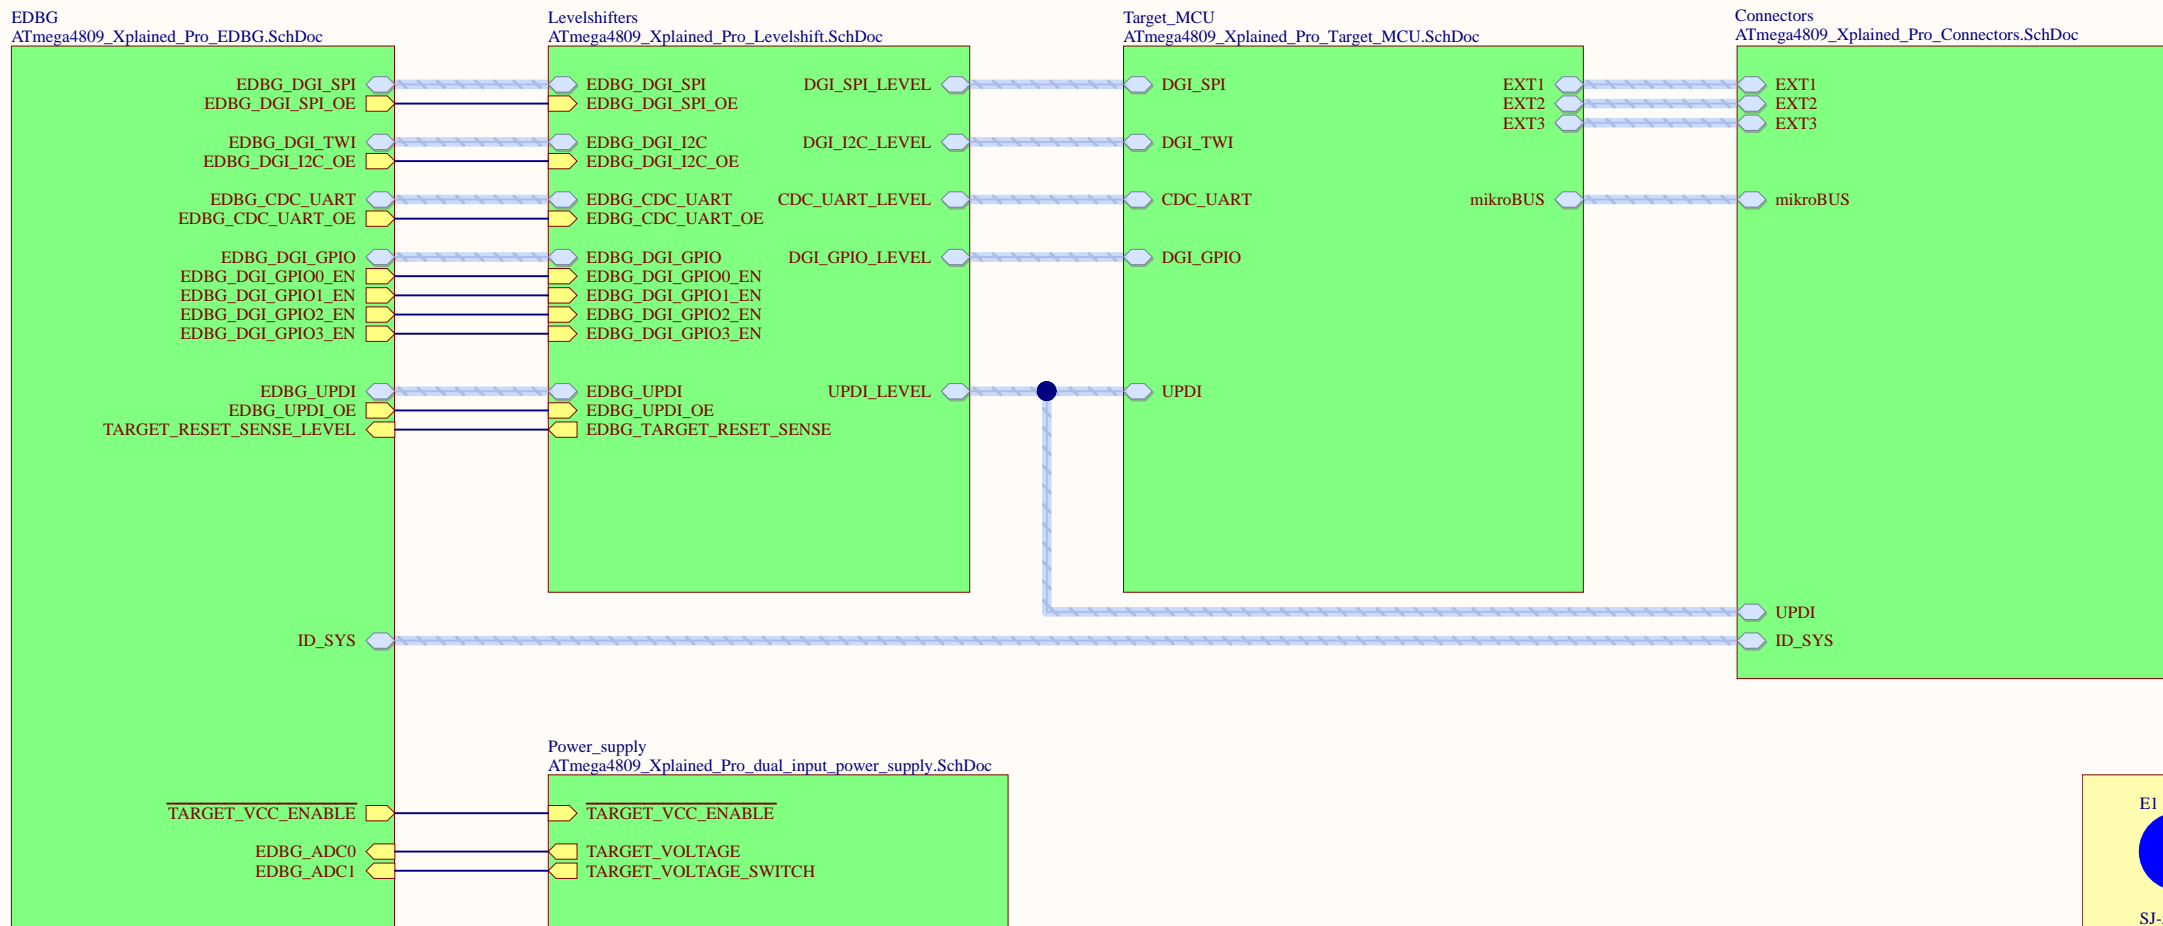 EDBG
ATmega4809_Xplained_Pro_EDBG.SchDoc
EDBG_DGI_SPI
EDBG_DGI_SPI_OE
EDBG_DGI_TWI
EDBG_DGI_I2C_OE
EDBG_CDC_UART
EDBG_CDC_UART_OE
EDBG_DGI_GPIO
EDBG_DGI_GPIO0_EN
EDBG_DGI_GPIO1_EN
EDBG_DGI_GPIO2_EN
EDBG_DGI_GPIO3_EN
EDBG_UPDI
EDBG_UPDI_OE
TARGET_RESET_SENSE_LEVEL
ID_SYS
TARGET_VCC_ENABLE
EDBG_ADC0
EDBG_ADC1
Levelshifters
ATmega4809_Xplained_Pro_Levelshift.SchDoc
EDBG_DGI_SPI
EDBG_DGI_SPI_OE
EDBG_DGI_I2C
EDBG_DGI_I2C_OE
EDBG_CDC_UART
EDBG_CDC_UART_OE
EDBG_DGI_GPIO
EDBG_DGI_GPIO0_EN
EDBG_DGI_GPIO1_EN
EDBG_DGI_GPIO2_EN
EDBG_DGI_GPIO3_EN
EDBG_UPDI
EDBG_UPDI_OE
EDBG_TARGET_RESET_SENSE
DGI_SPI_LEVEL
DGI_I2C_LEVEL
CDC_UART_LEVEL
DGI_GPIO_LEVEL
UPDI_LEVEL
Target_MCU
ATmega4809_Xplained_Pro_Target_MCU.SchDoc
DGI_SPI
DGI_TWI
CDC_UART
DGI_GPIO
UPDI
EXT1
EXT2
EXT3
mikroBUS
Connectors
ATmega4809_Xplained_Pro_Connectors.SchDoc
EXT1
EXT2
EXT3
mikroBUS
UPDI
ID_SYS
Power_supply
ATmega4809_Xplained_Pro_dual_input_power_supply.SchDoc
TARGET_VCC_ENABLE
TARGET_VOLTAGE
TARGET_VOLTAGE_SWITCH
E1